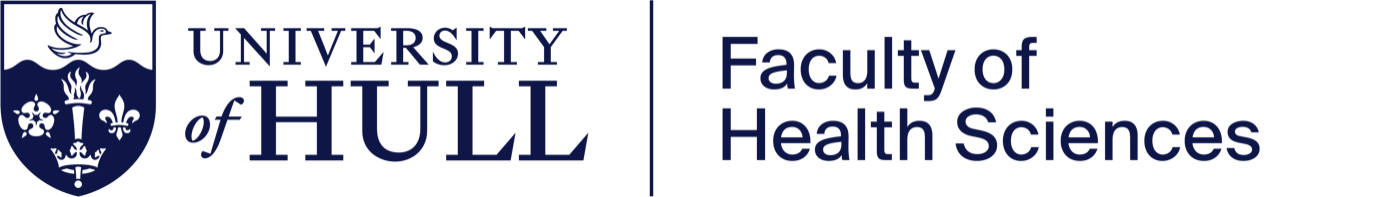 UNIVERSITY
of HULL
Faculty of
Health Sciences